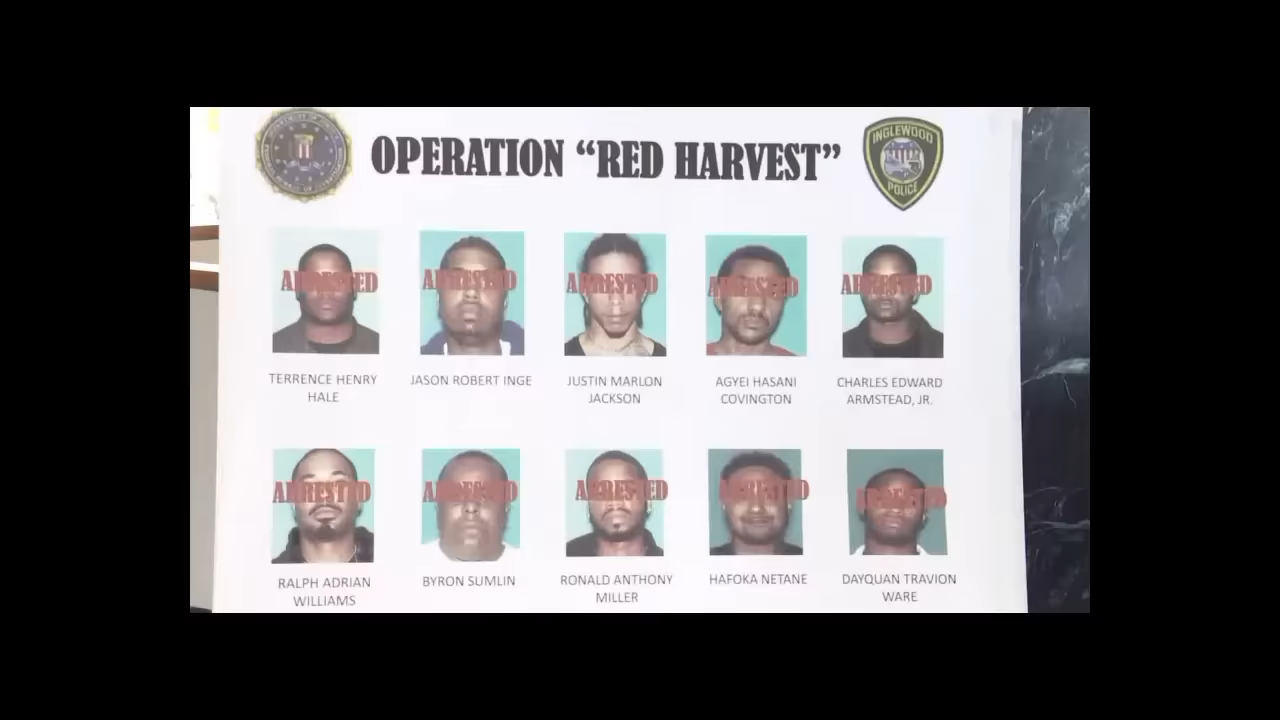 OPERATION “RED HARVEST”
INGLEWOOD
POLICE
ARRESTED
ARRESTED
ARRESTED
ARRESTED
ARRESTED
TERRENCE HENRY
HALE
JASON ROBERT INGE
JUSTIN MARLON
JACKSON
AGYEI HASANI
COVINGTON
CHARLES EDWARD
ARMSTEAD, JR.
ARRESTED
ARRESTED
ARRESTED
ARRESTED
ARRESTED
RALPH ADRIAN
WILLIAMS
BYRON SUMLIN
RONALD ANTHONY
MILLER
HAFOKA NETANE
DAYQUAN TRAVION
WARE